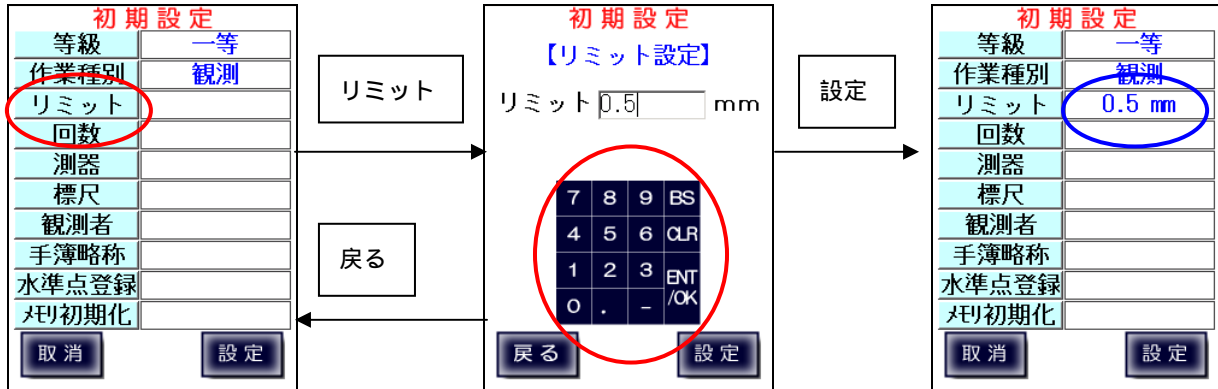 初期設定
等級 一等
作業種別 観測
リミット
回数
測器
標尺
観測者
手簿略称
水準点登録
ﾒﾓﾘ初期化
取消 設定
リミット
戻る
初期設定
【リミット設定】
リミット 0.5 mm
7 8 9 BS
4 5 6 CLR
1 2 3 ENT/OK
0 . -
戻る 設定
設定
初期設定
等級 一等
作業種別 観測
リミット 0.5 mm
回数
測器
標尺
観測者
手簿略称
水準点登録
ﾒﾓﾘ初期化
取消 設定